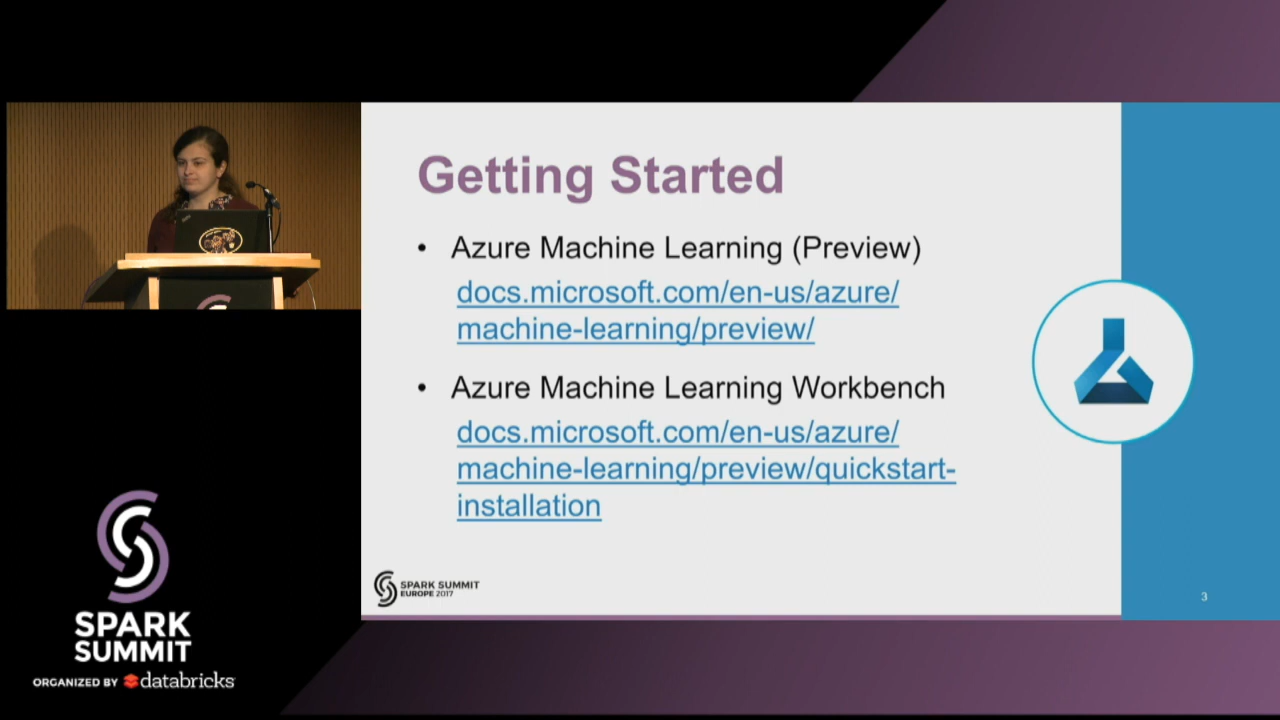 Getting Started
• Azure Machine Learning (Preview)
docs.microsoft.com/en-us/azure/
machine-learning/preview/
• Azure Machine Learning Workbench
docs.microsoft.com/en-us/azure/
machine-learning/preview/quickstart-
installation
SPARK SUMMIT
EUROPE 2017
3
SPARK
SUMMIT
ORGANIZED BY databricks